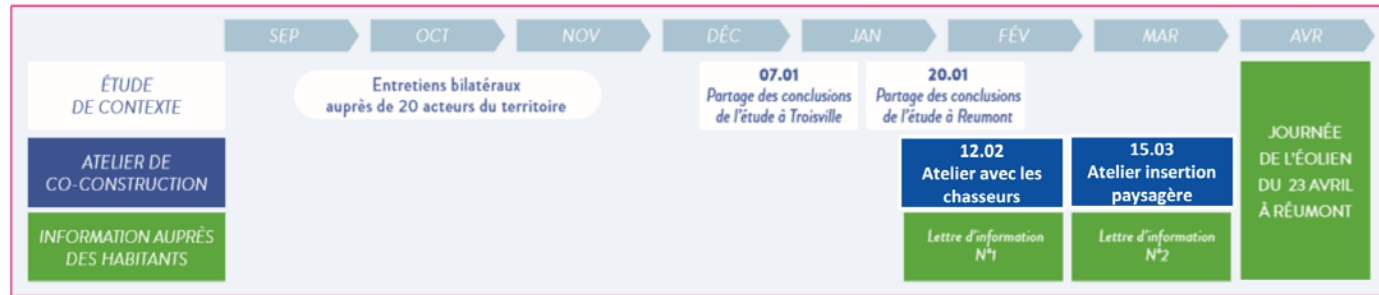 SEP OCT NOV DÉC JAN FÉV MAR AVR
ÉTUDE
DE CONTEXTE
Entretiens bilatéraux
auprès de 20 acteurs du territoire
07.01
Partage des conclusions
de l'étude à Troisville
20.01
Partage des conclusions
de l'étude à Reumont
ATELIER DE
CO-CONSTRUCTION
12.02
Atelier avec les
chasseurs
15.03
Atelier insertion
paysagère
INFORMATION AUPRÈS
DES HABITANTS
Lettre d'information
N°1
Lettre d'information
N°2
JOURNÉE
DE L'ÉOLIEN
DU 23 AVRIL
À RÉUMONT